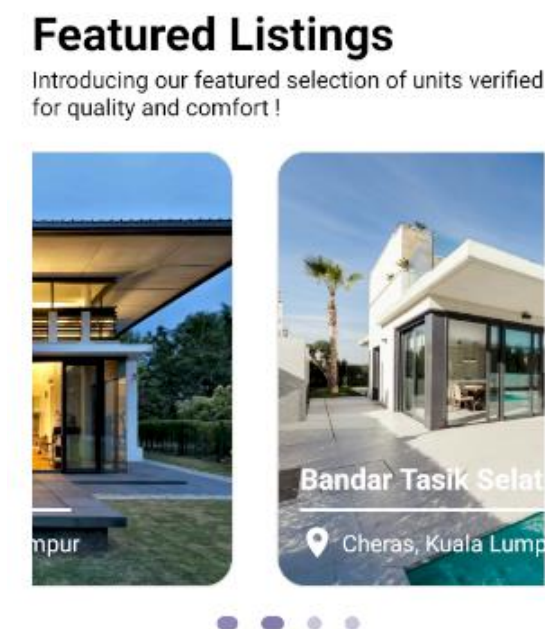 Featured Listings
Introducing our featured selection of units verified
for quality and comfort !
Bandar Tasik Selat
mpur
Cheras, Kuala Lump